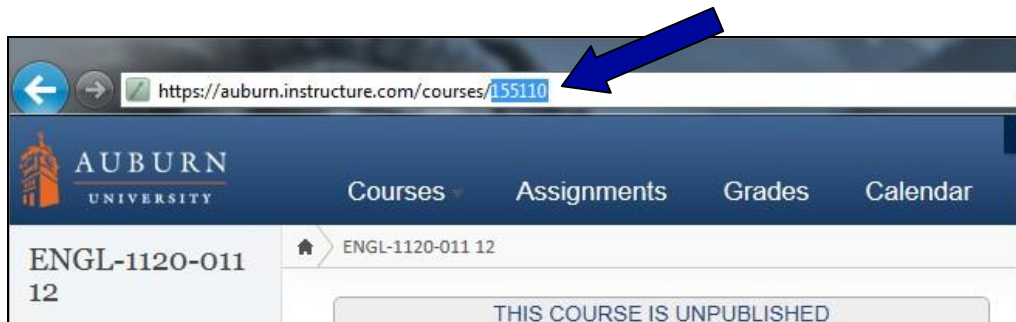 https://auburn.instructure.com/courses/155110
AUBURN
UNIVERSITY
Courses Assignments Grades Calendar
ENGL-1120-011
12
ENGL-1120-011 12
THIS COURSE IS UNPUBLISHED